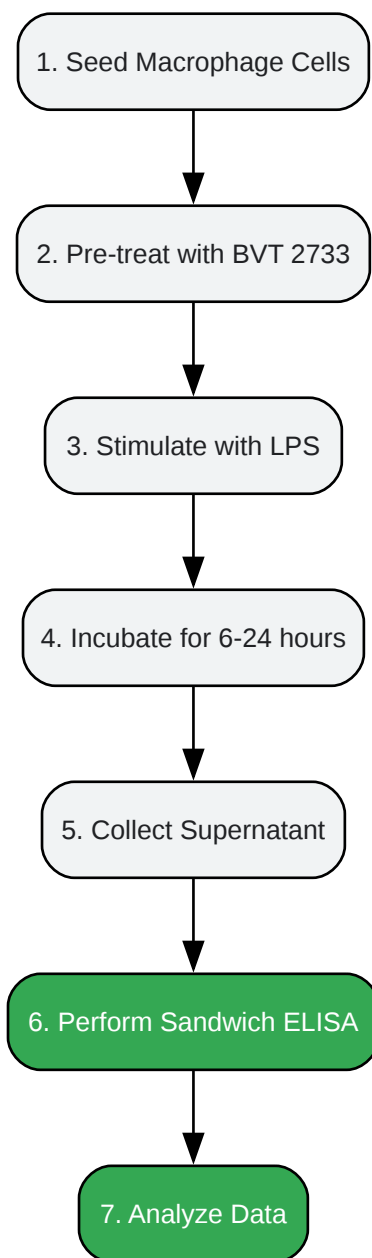 1. Seed Macrophage Cells
2. Pre-treat with BVT 2733
3. Stimulate with LPS
4. Incubate for 6-24 hours
5. Collect Supernatant
6. Perform Sandwich ELISA
7. Analyze Data